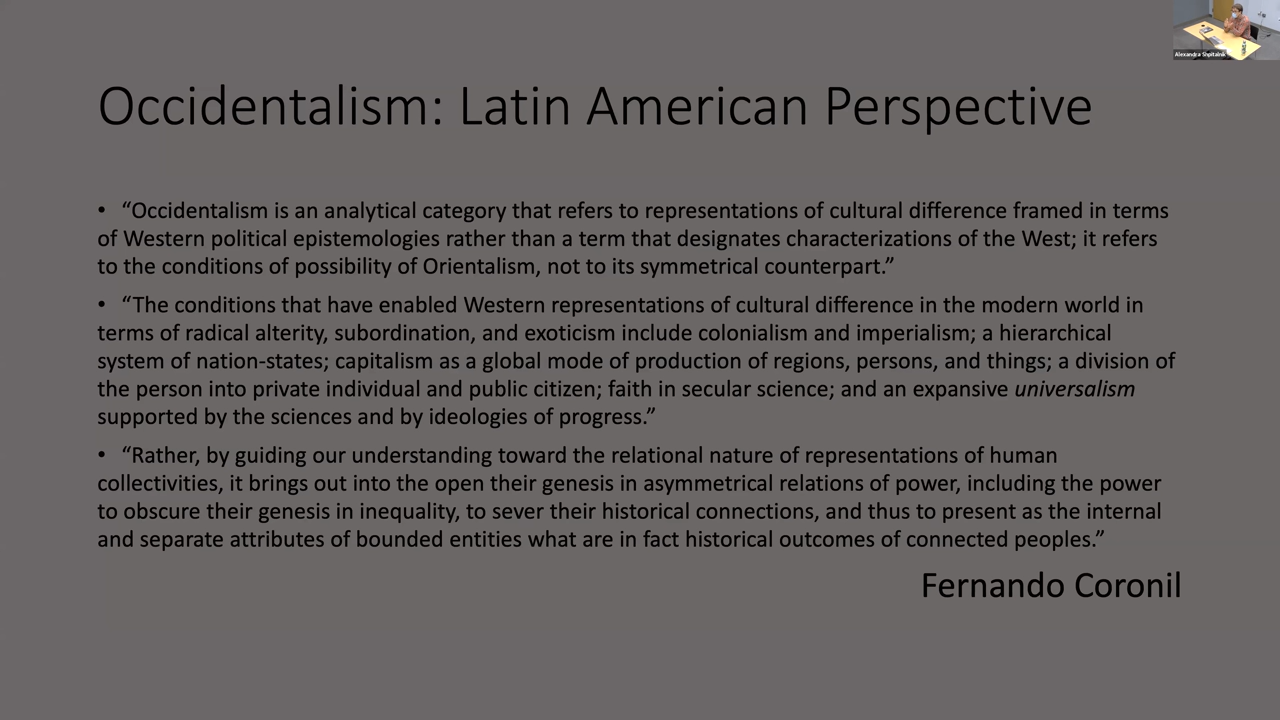 Alexandra Shpitalnik
Occidentalism: Latin American Perspective
• “Occidentalism is an analytical category that refers to representations of cultural difference framed in terms
of Western political epistemologies rather than a term that designates characterizations of the West; it refers
to the conditions of possibility of Orientalism, not to its symmetrical counterpart.”
• “The conditions that have enabled Western representations of cultural difference in the modern world in
terms of radical alterity, subordination, and exoticism include colonialism and imperialism; a hierarchical
system of nation-states; capitalism as a global mode of production of regions, persons, and things; a division of
the person into private individual and public citizen; faith in secular science; and an expansive universalism
supported by the sciences and by ideologies of progress.”
• “Rather, by guiding our understanding toward the relational nature of representations of human
collectivities, it brings out into the open their genesis in asymmetrical relations of power, including the power
to obscure their genesis in inequality, to sever their historical connections, and thus to present as the internal
and separate attributes of bounded entities what are in fact historical outcomes of connected peoples.”
Fernando Coronil